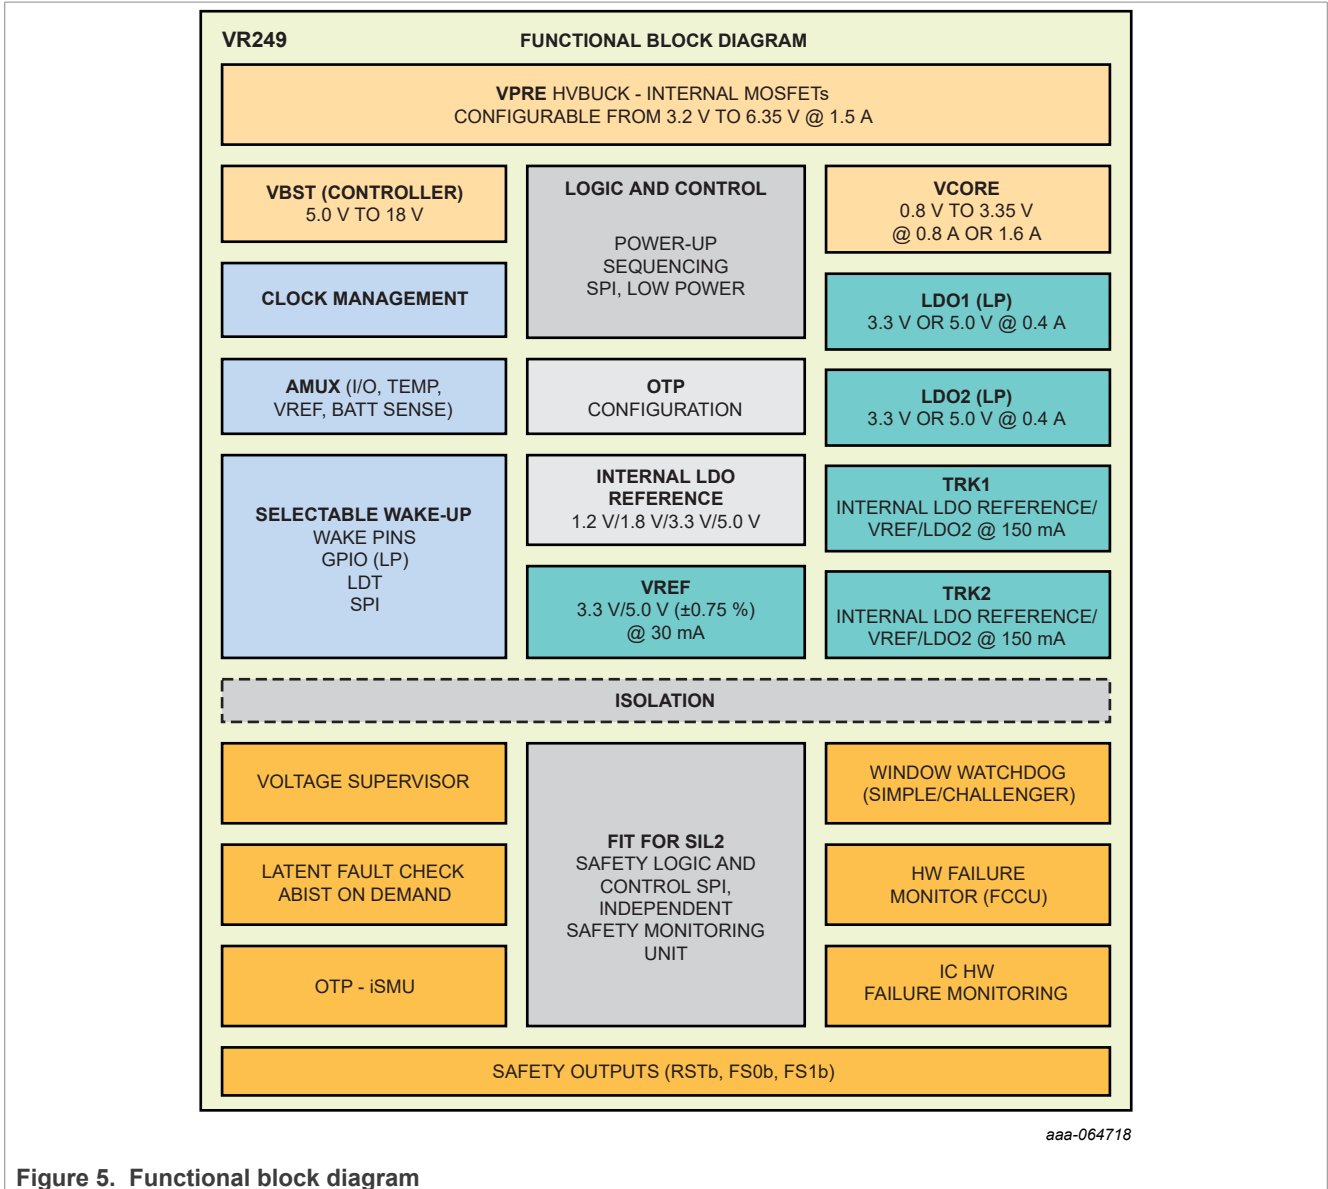 VR249
FUNCTIONAL BLOCK DIAGRAM
VPRE HVBUCK - INTERNAL MOSFETs
CONFIGURABLE FROM 3.2 V TO 6.35 V @ 1.5 A
VBST (CONTROLLER)
5.0 V TO 18 V
LOGIC AND CONTROL
POWER-UP
SEQUENCING
SPI, LOW POWER
VCORE
0.8 V TO 3.35 V
@ 0.8 A OR 1.6 A
CLOCK MANAGEMENT
LDO1 (LP)
3.3 V OR 5.0 V @ 0.4 A
AMUX (I/O, TEMP,
VREF, BATT SENSE)
OTP
CONFIGURATION
LDO2 (LP)
3.3 V OR 5.0 V @ 0.4 A
SELECTABLE WAKE-UP
WAKE PINS
GPIO (LP)
LDT
SPI
INTERNAL LDO
REFERENCE
1.2 V/1.8 V/3.3 V/5.0 V
TRK1
INTERNAL LDO REFERENCE/
VREF/LDO2 @ 150 mA
VREF
3.3 V/5.0 V (±0.75 %)
@ 30 mA
TRK2
INTERNAL LDO REFERENCE/
VREF/LDO2 @ 150 mA
ISOLATION
VOLTAGE SUPERVISOR
FIT FOR SIL2
SAFETY LOGIC AND
CONTROL SPI,
INDEPENDENT
SAFETY MONITORING
UNIT
WINDOW WATCHDOG
(SIMPLE/CHALLENGER)
LATENT FAULT CHECK
ABIST ON DEMAND
HW FAILURE
MONITOR (FCCU)
OTP - iSMU
IC HW
FAILURE MONITORING
SAFETY OUTPUTS (RSTb, FS0b, FS1b)
aaa-064718
Figure 5. Functional block diagram